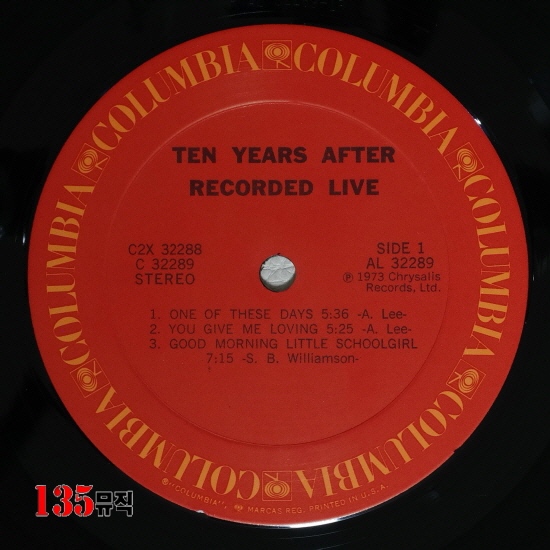 COLUMBIA COLUMBIA COLUMBIA COLUMBIA COLUMBIA COLUMBIA
TEN YEARS AFTER
RECORDED LIVE
C2X 32288
C 32289
STEREO
SIDE 1
AL 32289
℗ 1973 Chrysalis
Records, Ltd.
1. ONE OF THESE DAYS 5:36 -A. Lee-
2. YOU GIVE ME LOVING 5:25 -A. Lee-
3. GOOD MORNING LITTLE SCHOOLGIRL
7:15 -S. B. Williamson-
®"COLUMBIA", MARCAS REG. PRINTED IN U.S.A.
135뮤직